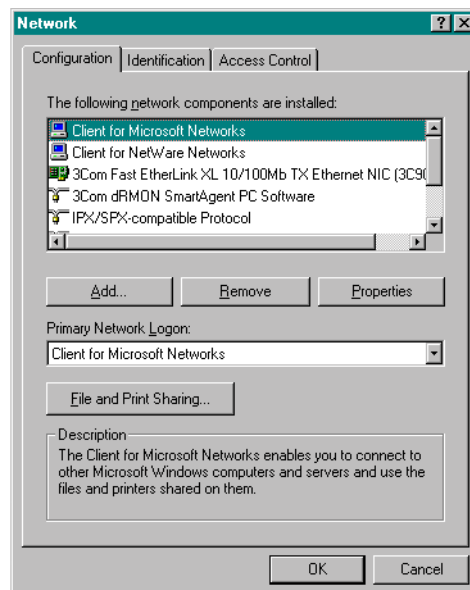 Network
Configuration Identification Access Control
The following network components are installed:
Client for Microsoft Networks
Client for NetWare Networks
3Com Fast EtherLink XL 10/100Mb TX Ethernet NIC (3C90
3Com dRMON SmartAgent PC Software
IPX/SPX-compatible Protocol
Add... Remove Properties
Primary Network Logon:
Client for Microsoft Networks
File and Print Sharing...
Description
The Client for Microsoft Networks enables you to connect to
other Microsoft Windows computers and servers and use the
files and printers shared on them.
OK Cancel